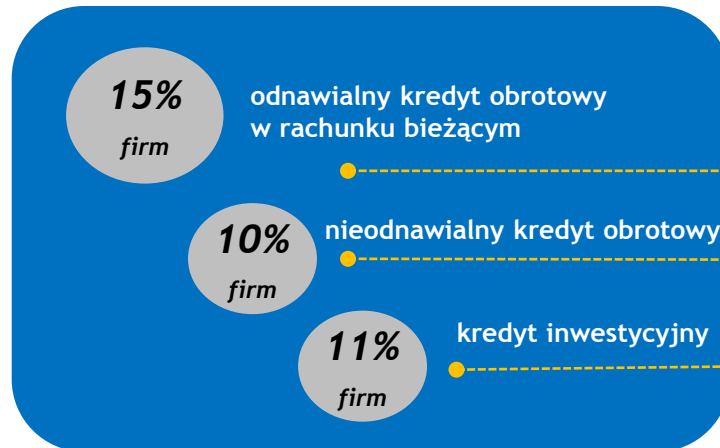 15%
firm
odnawialny kredyt obrotowy
w rachunku bieżącym
10%
firm
nieodnawialny kredyt obrotowy
11%
firm
kredyt inwestycyjny